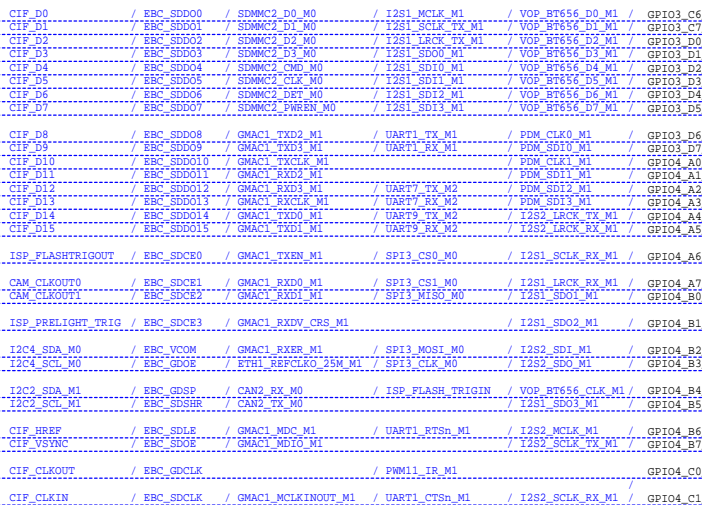 CIF_D0 / EBC_SDDO0 / SDMMC2_D0_M0 / I2S1_MCLK_M1 / VOP_BT656_D0_M1 / GPIO3_C6
CIF_D1 / EBC_SDDO1 / SDMMC2_D1_M0 / I2S1_SCLK_TX_M1 / VOP_BT656_D1_M1 / GPIO3_C7
CIF_D2 / EBC_SDDO2 / SDMMC2_D2_M0 / I2S1_LRCK_TX_M1 / VOP_BT656_D2_M1 / GPIO3_D0
CIF_D3 / EBC_SDDO3 / SDMMC2_D3_M0 / I2S1_SDO0_M1 / VOP_BT656_D3_M1 / GPIO3_D1
CIF_D4 / EBC_SDDO4 / SDMMC2_CMD_M0 / I2S1_SDI0_M1 / VOP_BT656_D4_M1 / GPIO3_D2
CIF_D5 / EBC_SDDO5 / SDMMC2_CLK_M0 / I2S1_SDI1_M1 / VOP_BT656_D5_M1 / GPIO3_D3
CIF_D6 / EBC_SDDO6 / SDMMC2_DET_M0 / I2S1_SDI2_M1 / VOP_BT656_D6_M1 / GPIO3_D4
CIF_D7 / EBC_SDDO7 / SDMMC2_PWREN_M0 / I2S1_SDI3_M1 / VOP_BT656_D7_M1 / GPIO3_D5
CIF_D8 / EBC_SDDO8 / GMAC1_TXD2_M1 / UART1_TX_M1 / PDM_CLK0_M1 / GPIO3_D6
CIF_D9 / EBC_SDDO9 / GMAC1_TXD3_M1 / UART1_RX_M1 / PDM_SDI0_M1 / GPIO3_D7
CIF_D10 / EBC_SDDO10 / GMAC1_TXCLK_M1 / PDM_CLK1_M1 / GPIO4_A0
CIF_D11 / EBC_SDDO11 / GMAC1_RXD2_M1 / PDM_SDI1_M1 / GPIO4_A1
CIF_D12 / EBC_SDDO12 / GMAC1_RXD3_M1 / UART7_TX_M2 / PDM_SDI2_M1 / GPIO4_A2
CIF_D13 / EBC_SDDO13 / GMAC1_RXCLK_M1 / UART7_RX_M2 / PDM_SDI3_M1 / GPIO4_A3
CIF_D14 / EBC_SDDO14 / GMAC1_TXD0_M1 / UART9_TX_M2 / I2S2_LRCK_TX_M1 / GPIO4_A4
CIF_D15 / EBC_SDDO15 / GMAC1_TXD1_M1 / UART9_RX_M2 / I2S2_LRCK_RX_M1 / GPIO4_A5
ISP_FLASHTRIGOUT / EBC_SDCE0 / GMAC1_TXEN_M1 / SPI3_CS0_M0 / I2S1_SCLK_RX_M1 / GPIO4_A6
CAM_CLKOUT0 / EBC_SDCE1 / GMAC1_RXD0_M1 / SPI3_CS1_M0 / I2S1_LRCK_RX_M1 / GPIO4_A7
CAM_CLKOUT1 / EBC_SDCE2 / GMAC1_RXD1_M1 / SPI3_MISO_M0 / I2S1_SDO1_M1 / GPIO4_B0
ISP_PRELIGHT_TRIG / EBC_SDCE3 / GMAC1_RXDV_CRS_M1 / I2S1_SDO2_M1 / GPIO4_B1
I2C4_SDA_M0 / EBC_VCOM / GMAC1_RXER_M1 / SPI3_MOSI_M0 / I2S2_SDI_M1 / GPIO4_B2
I2C4_SCL_M0 / EBC_GDOE / ETH1_REFCLKO_25M_M1 / SPI3_CLK_M0 / I2S2_SDO_M1 / GPIO4_B3
I2C2_SDA_M1 / EBC_GDSP / CAN2_RX_M0 / ISP_FLASH_TRIGIN / VOP_BT656_CLK_M1 / GPIO4_B4
I2C2_SCL_M1 / EBC_SDSHR / CAN2_TX_M0 / I2S1_SDO3_M1 / GPIO4_B5
CIF_HREF / EBC_SDLE / GMAC1_MDC_M1 / UART1_RTSn_M1 / I2S2_MCLK_M1 / GPIO4_B6
CIF_VSYNC / EBC_SDOE / GMAC1_MDIO_M1 / I2S2_SCLK_TX_M1 / GPIO4_B7
CIF_CLKOUT / EBC_GDCLK / PWM11_IR_M1 GPIO4_C0
/
CIF_CLKIN / EBC_SDCLK / GMAC1_MCLKINOUT_M1 / UART1_CTSn_M1 / I2S2_SCLK_RX_M1 / GPIO4_C1